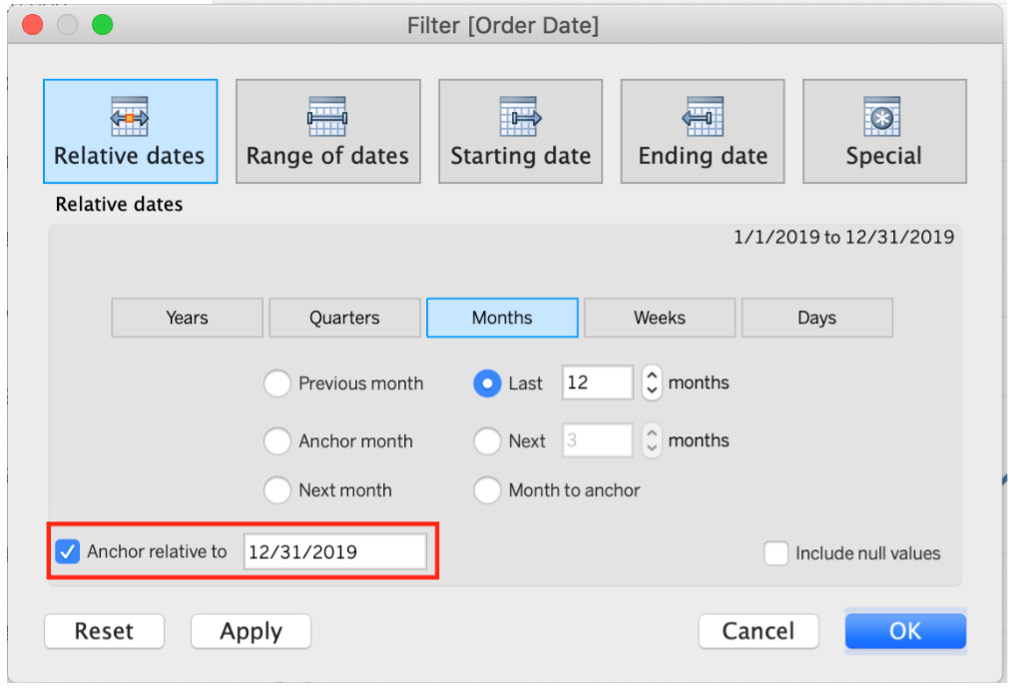 Filter [Order Date]
Relative dates
Range of dates
Starting date
Ending date
Special
Relative dates
1/1/2019 to 12/31/2019
Years
Quarters
Months
Weeks
Days
Previous month
Last 12 months
Anchor month
Next 3 months
Next month
Month to anchor
Anchor relative to 12/31/2019
Include null values
Reset
Apply
Cancel
OK